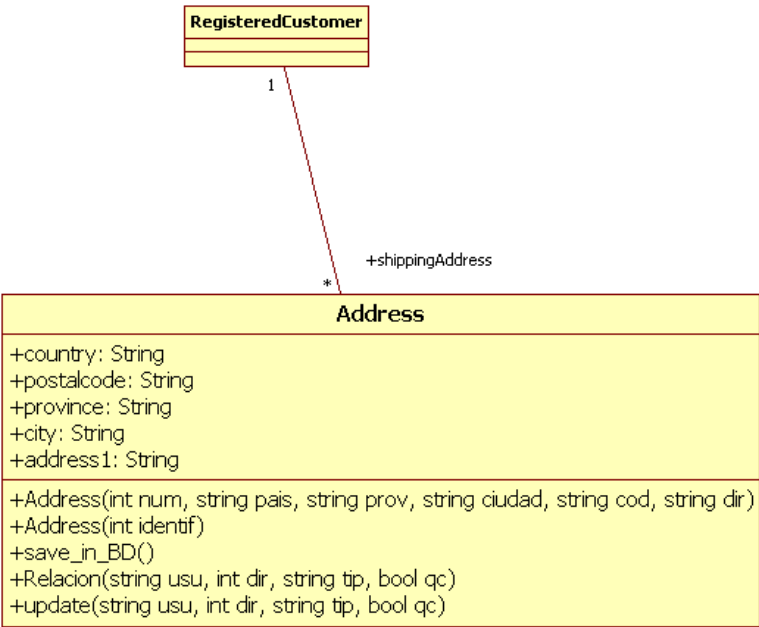 RegisteredCustomer
1
+shippingAddress
*
Address
+country: String
+postalcode: String
+province: String
+city: String
+address1: String
+Address(int num, string pais, string prov, string ciudad, string cod, string dir)
+Address(int identif)
+save_in_BD()
+Relacion(string usu, int dir, string tip, bool qc)
+update(string usu, int dir, string tip, bool qc)